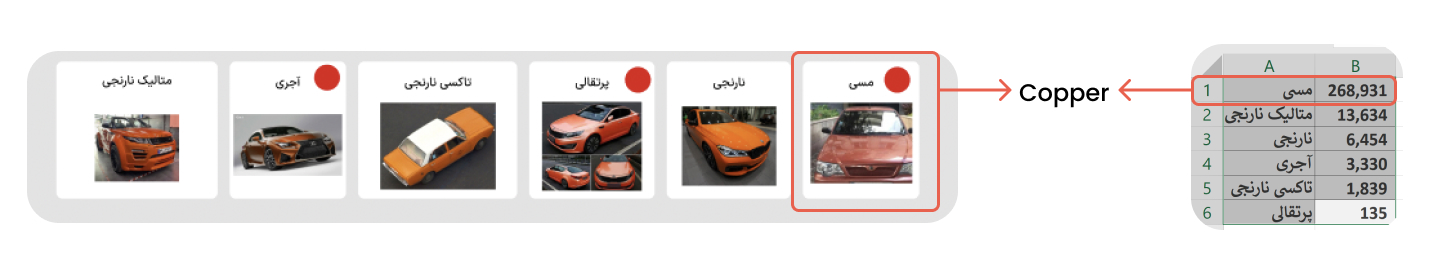 متالیک نارنجی
آجری
تاکسی نارنجی
پرتقالی
نارنجی
مسی
Copper
A B
1 مسی 268,931
2 متالیک نارنجی 13,634
3 نارنجی 6,454
4 آجری 3,330
5 تاکسی نارنجی 1,839
6 پرتقالی 135